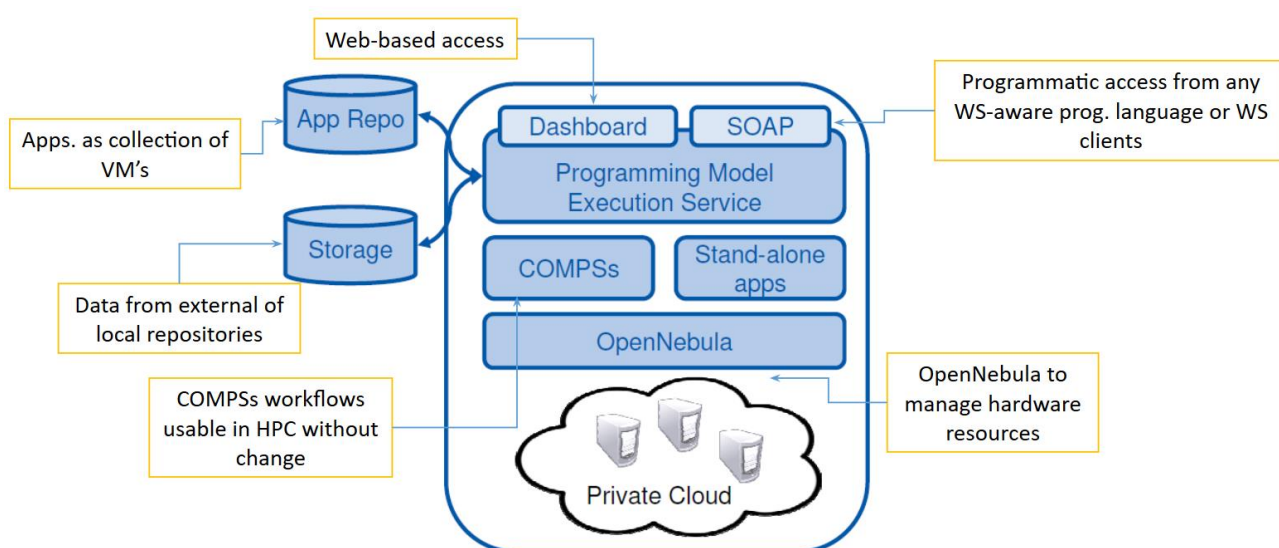 Web-based access
Programmatic access from any
WS-aware prog. language or WS
clients
App Repo
Apps. as collection of
VM's
Dashboard
SOAP
Programming Model
Execution Service
Storage
COMPSs
Stand-alone
apps
Data from external of
local repositories
OpenNebula
OpenNebula to
manage hardware
resources
COMPSs workflows
usable in HPC without
change
Private Cloud